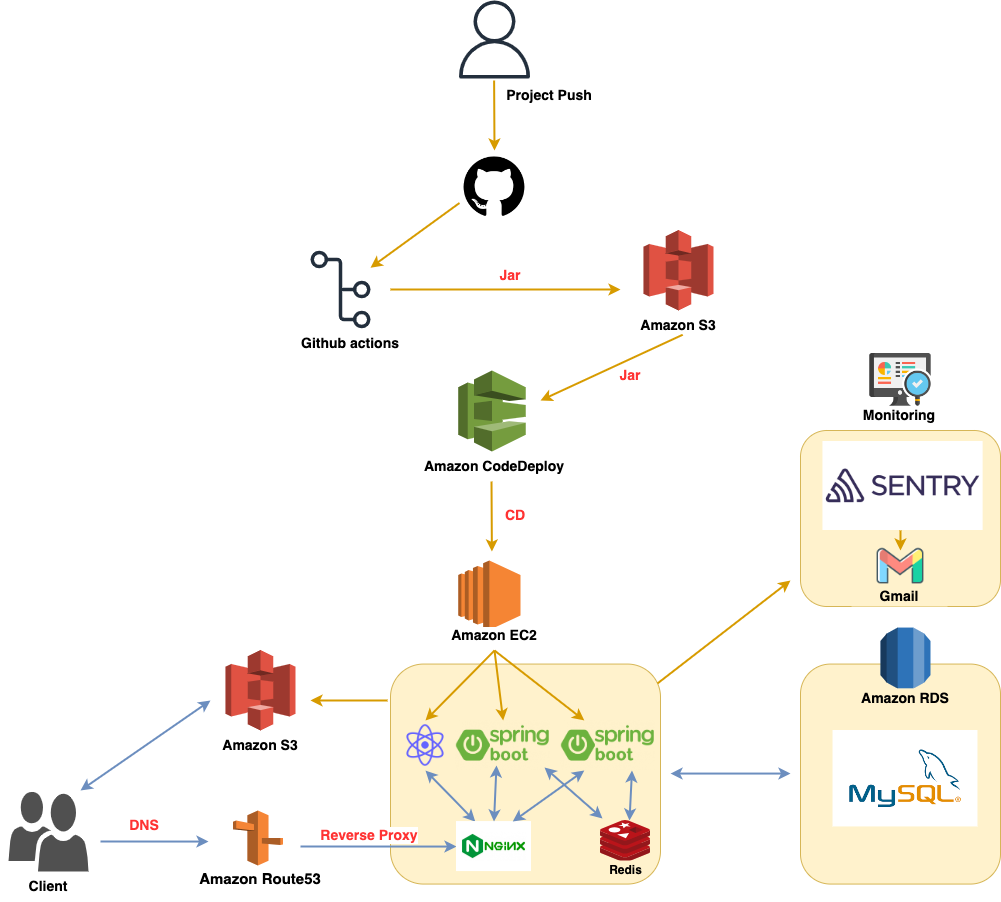 Project Push
Jar
Amazon S3
Github actions
Jar
Monitoring
Amazon CodeDeploy
SENTRY
CD
Gmail
Amazon EC2
Amazon RDS
Amazon S3
spring
boot
spring
boot
MySQL®
DNS
Reverse Proxy
NGINX
Redis
Amazon Route53
Client